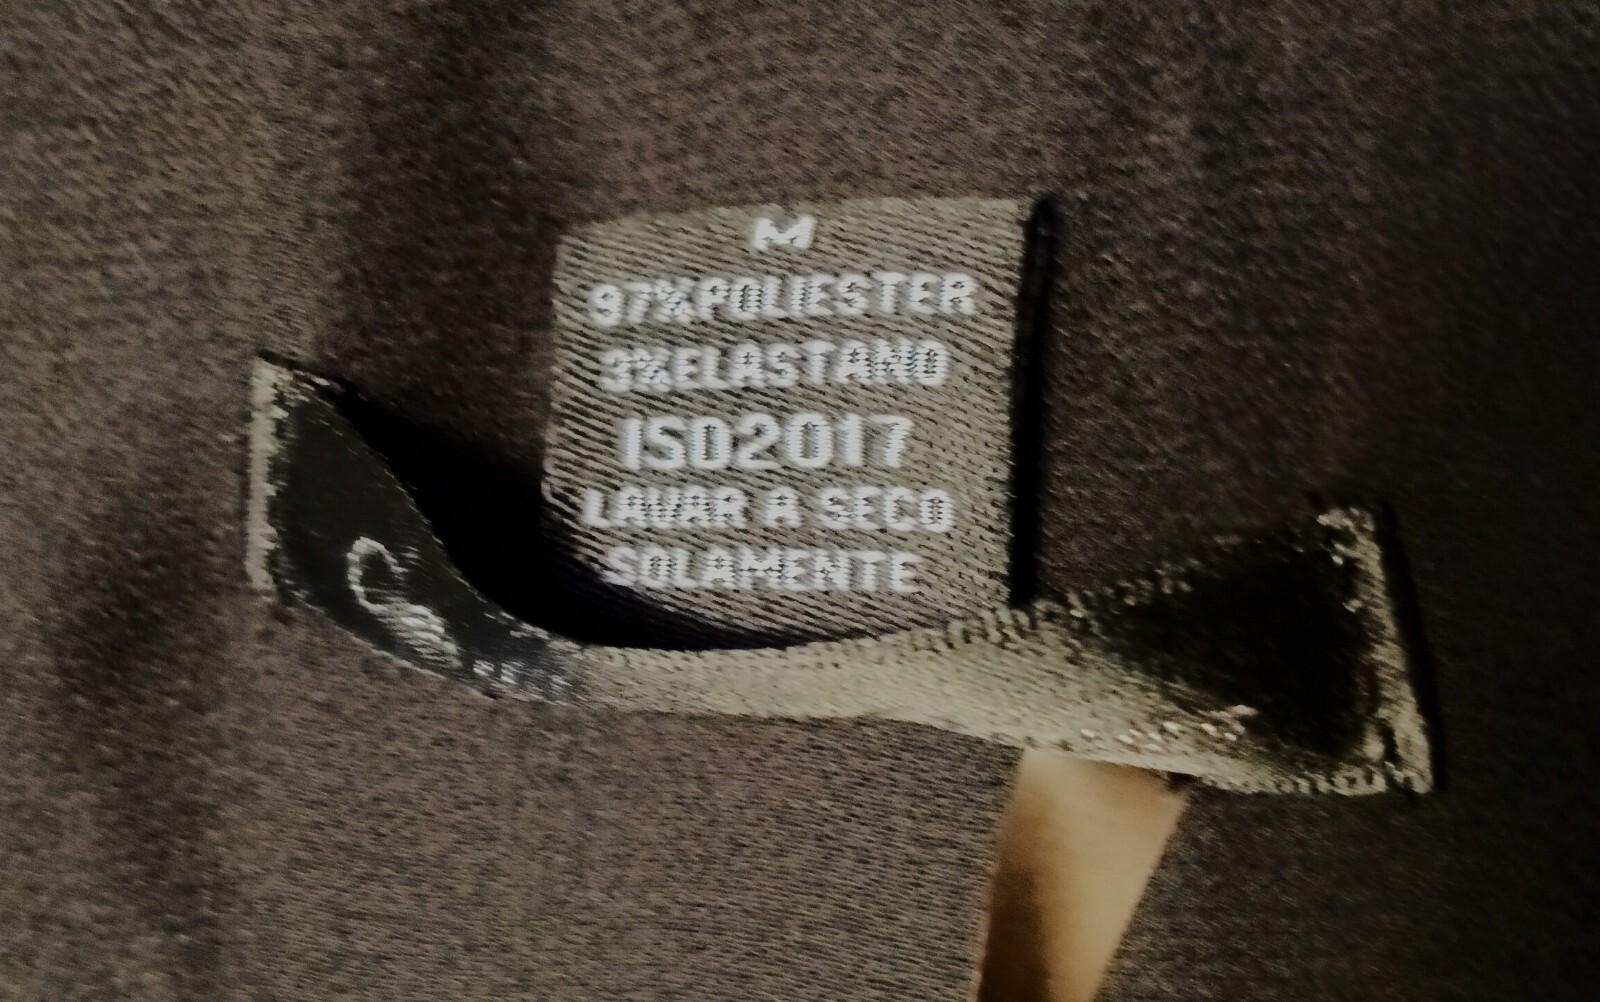 M
97%POLIESTER
3%ELASTANO
ISO2017
LAVAR A SECO
SOLAMENTE